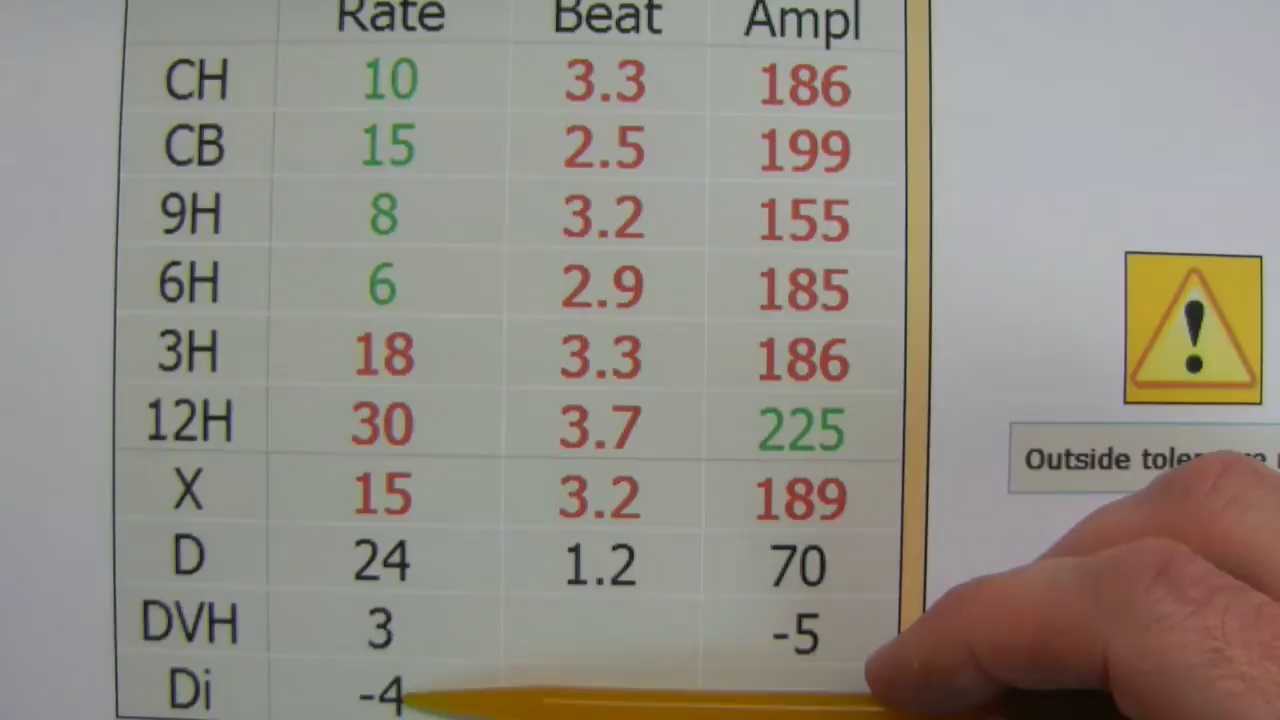 Rate Beat Ampl
CH 10 3.3 186
CB 15 2.5 199
9H 8 3.2 155
6H 6 2.9 185
3H 18 3.3 186
12H 30 3.7 225
X 15 3.2 189
D 24 1.2 70
DVH 3 -5
Di -4
Outside